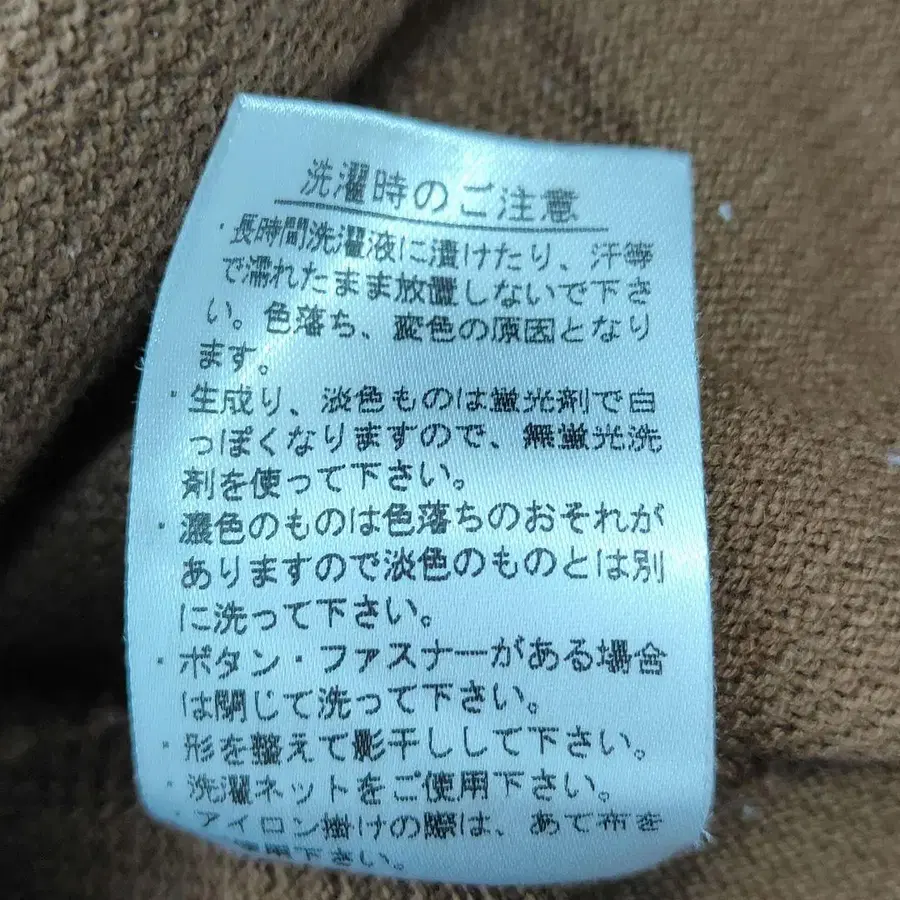 洗濯時のご注意
・長時間洗濯液に漬けたり、汗等
で濡れたまま放置しないで下さ
い。色落ち、変色の原因となり
ます。
・生成り、淡色ものは蛍光剤で白
っぽくなりますので、無蛍光洗
剤を使って下さい。
・濃色のものは色落ちのおそれが
ありますので淡色のものとは別
に洗って下さい。
・ボタン・ファスナーがある場合
は閉じて洗って下さい。
・形を整えて影干しして下さい。
・洗濯ネットをご使用下さい。
・アイロン掛けの際は、あて布を
用下さい。